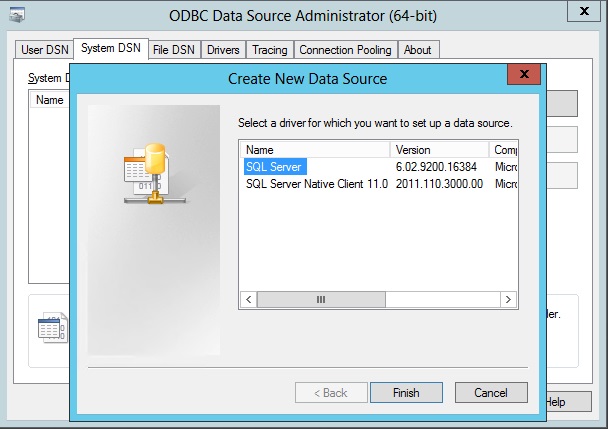 ODBC Data Source Administrator (64-bit)
x
User DSN System DSN File DSN Drivers Tracing Connection Pooling About
System D
Name
Create New Data Source
x
Select a driver for which you want to set up a data source.
Name Version Comp
SQL Server 6.02.9200.16384 Micro
SQL Server Native Client 11.0 2011.110.3000.00 Micro
der.
< Back Finish Cancel
Help